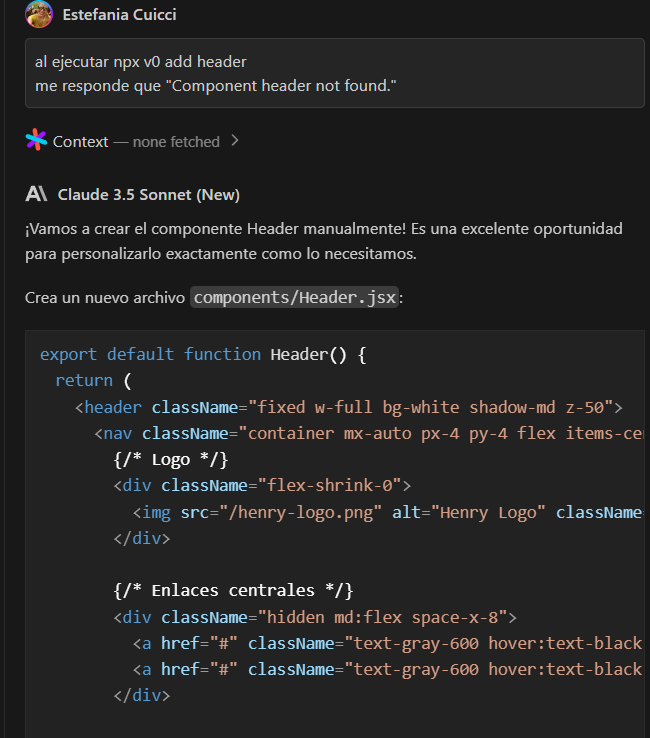 Estefania Cuicci
al ejecutar npx v0 add header
me responde que "Component header not found."
Context — none fetched >
A\ Claude 3.5 Sonnet (New)
¡Vamos a crear el componente Header manualmente! Es una excelente oportunidad
para personalizarlo exactamente como lo necesitamos.
Crea un nuevo archivo components/Header.jsx:
export default function Header() {
return (
<header className="fixed w-full bg-white shadow-md z-50">
<nav className="container mx-auto px-4 py-4 flex items-ce
{/* Logo */}
<div className="flex-shrink-0">
<img src="/henry-logo.png" alt="Henry Logo" className
</div>
{/* Enlaces centrales */}
<div className="hidden md:flex space-x-8">
<a href="#" className="text-gray-600 hover:text-black
<a href="#" className="text-gray-600 hover:text-black
</div>